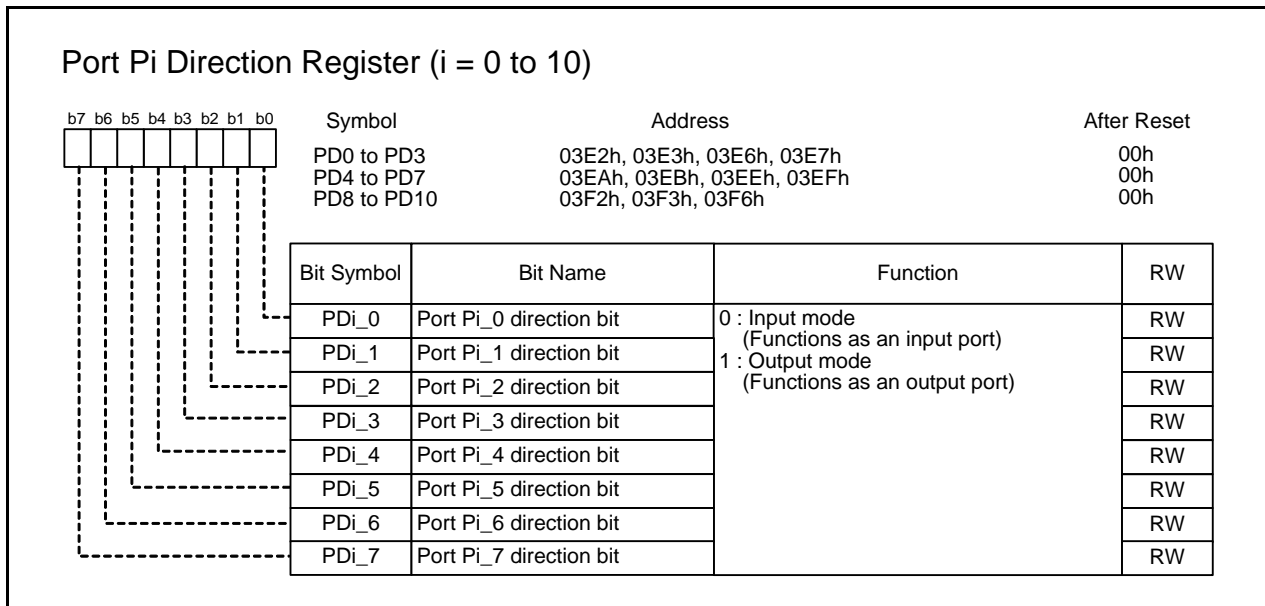 Port Pi Direction Register (i = 0 to 10)
b7 b6 b5 b4 b3 b2 b1 b0
Symbol Address After Reset
PD0 to PD3 03E2h, 03E3h, 03E6h, 03E7h 00h
PD4 to PD7 03EAh, 03EBh, 03EEh, 03EFh 00h
PD8 to PD10 03F2h, 03F3h, 03F6h 00h
Bit Symbol Bit Name Function RW
PDi_0 Port Pi_0 direction bit 0 : Input mode RW
(Functions as an input port)
PDi_1 Port Pi_1 direction bit 1 : Output mode RW
PDi_2 Port Pi_2 direction bit (Functions as an output port) RW
PDi_3 Port Pi_3 direction bit RW
PDi_4 Port Pi_4 direction bit RW
PDi_5 Port Pi_5 direction bit RW
PDi_6 Port Pi_6 direction bit RW
PDi_7 Port Pi_7 direction bit RW